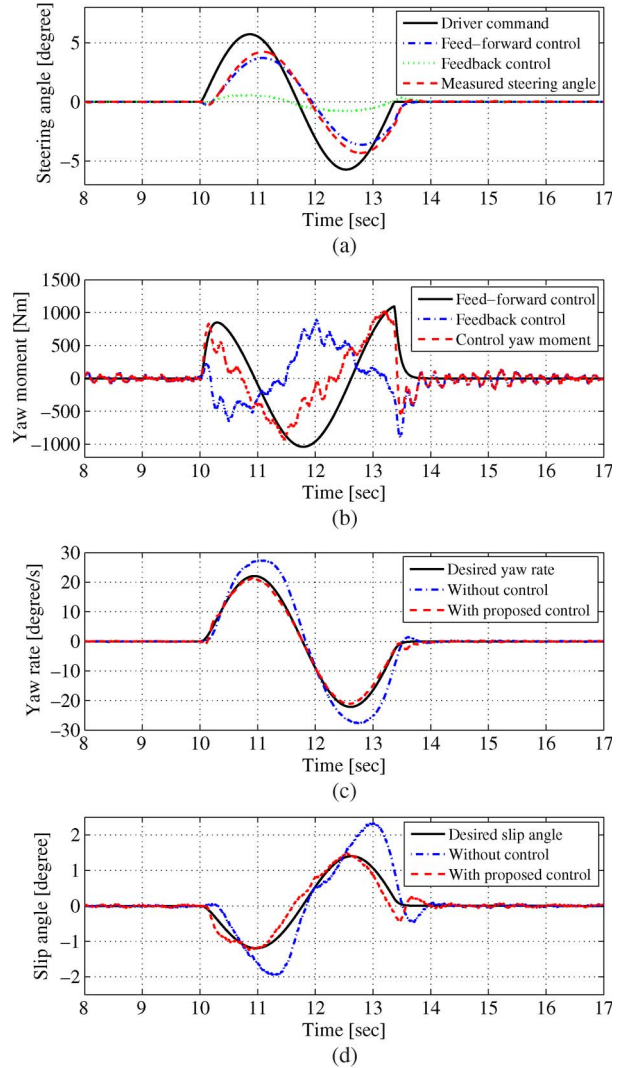 Steering angle [degree]
5
0
−5
Driver command
Feed−forward control
Feedback control
Measured steering angle
8 9 10 11 12 13 14 15 16 17
Time [sec]
(a)
Yaw moment [Nm]
1500
1000
500
0
−500
−1000
Feed−forward control
Feedback control
Control yaw moment
8 9 10 11 12 13 14 15 16 17
Time [sec]
(b)
Yaw rate [degree/s]
30
20
10
0
−10
−20
−30
Desired yaw rate
Without control
With proposed control
8 9 10 11 12 13 14 15 16 17
Time [sec]
(c)
Slip angle [degree]
2
1
0
−1
−2
Desired slip angle
Without control
With proposed control
8 9 10 11 12 13 14 15 16 17
Time [sec]
(d)